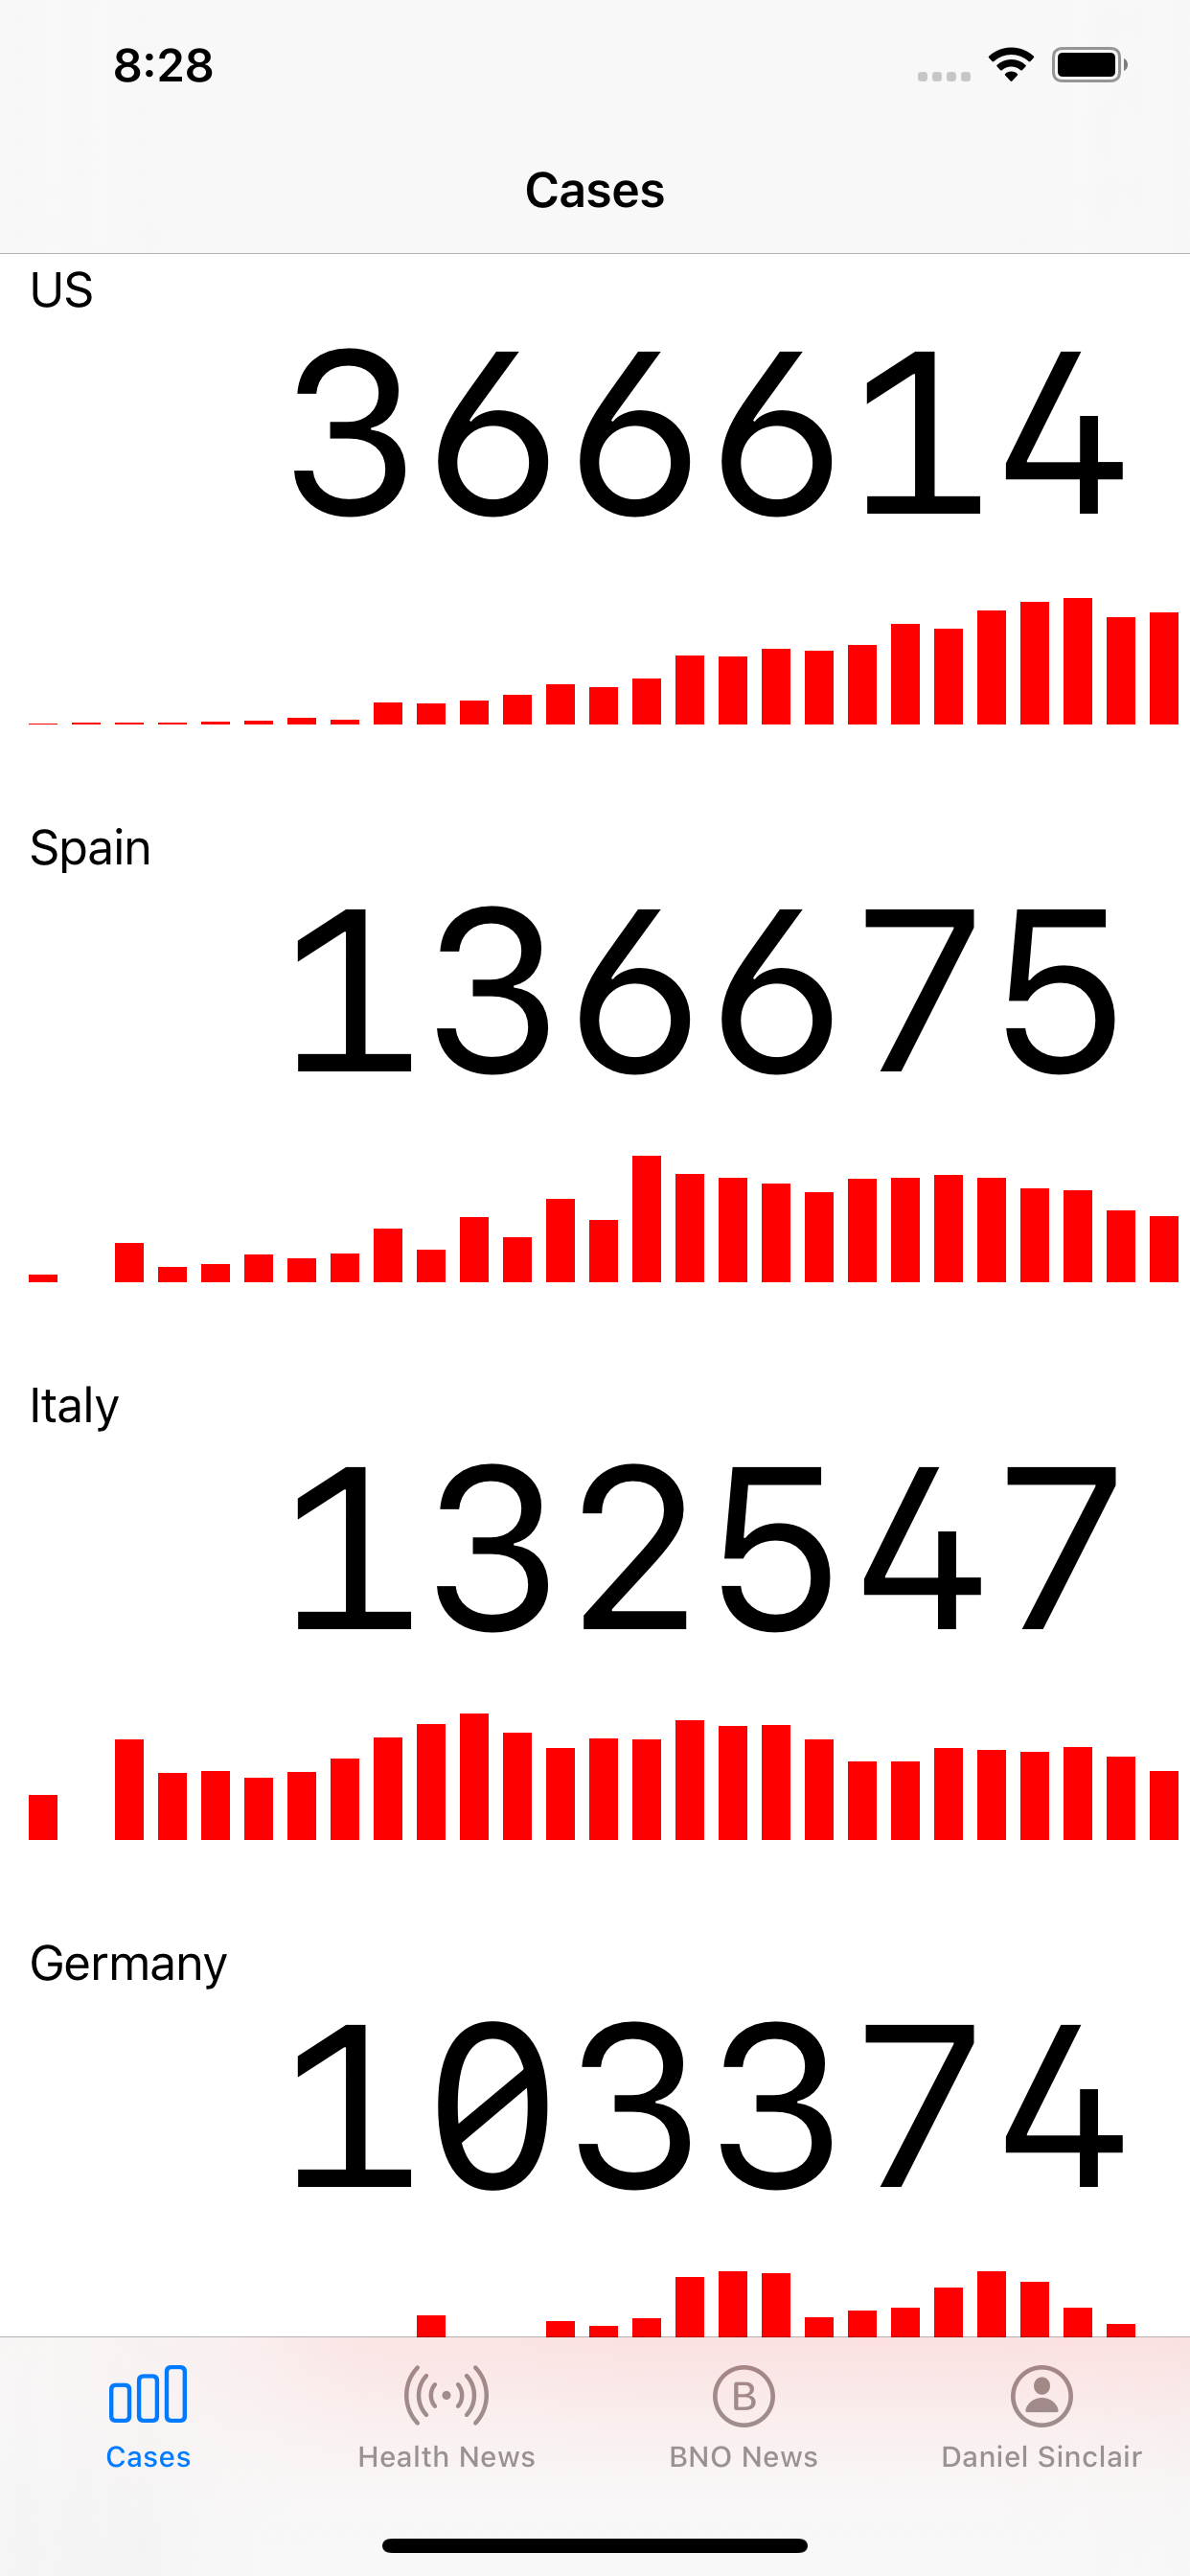 8:28
Cases
US
366614
Spain
136675
Italy
132547
Germany
103374
Cases
Health News
B
BNO News
Daniel Sinclair